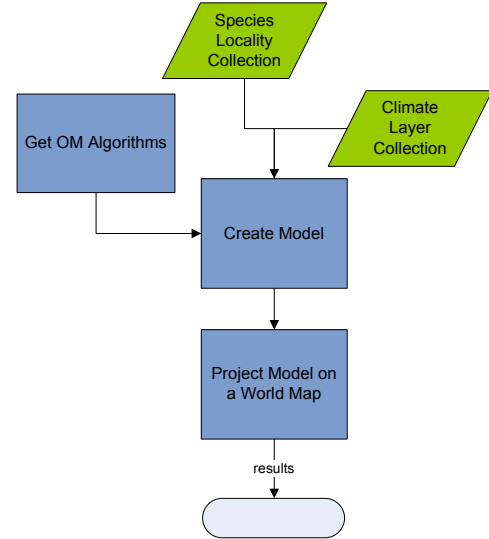 Species
Locality
Collection
Climate
Layer
Collection
Get OM Algorithms
Create Model
Project Model on
a World Map
results